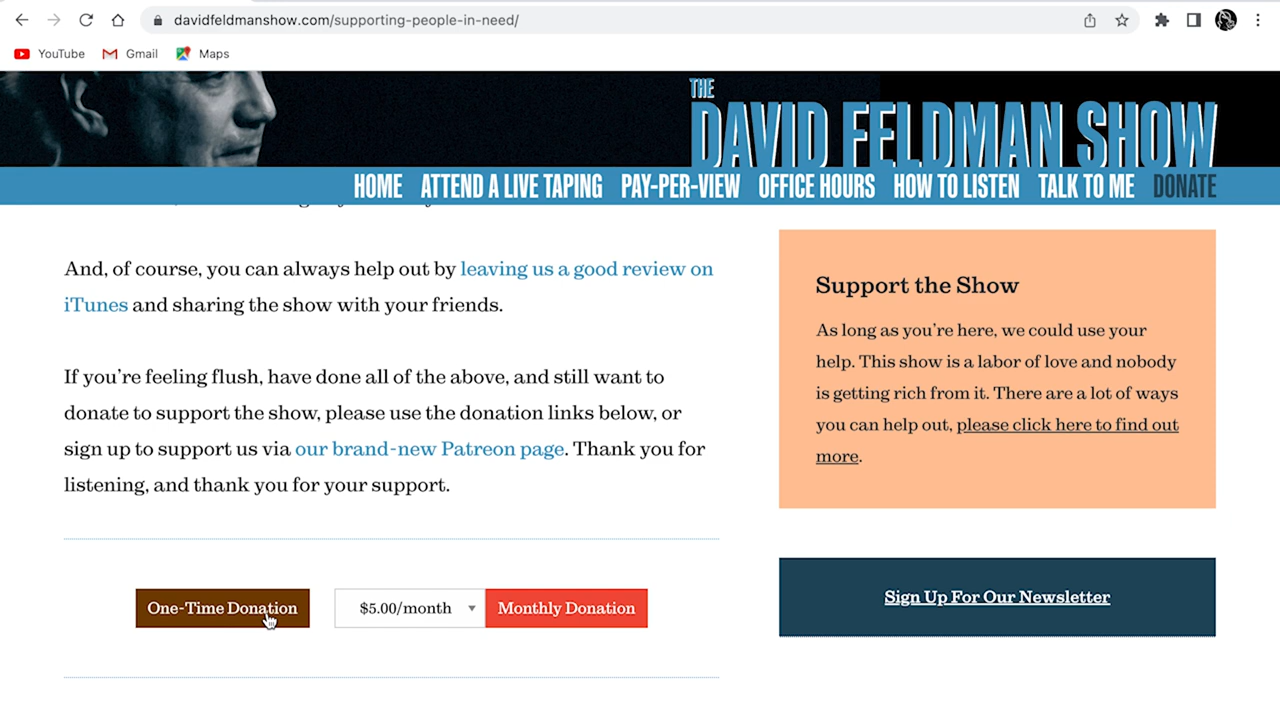 davidfeldmanshow.com/supporting-people-in-need/
YouTube Gmail Maps
THE
DAVID FELDMAN SHOW
HOME ATTEND A LIVE TAPING PAY-PER-VIEW OFFICE HOURS HOW TO LISTEN TALK TO ME DONATE
And, of course, you can always help out by leaving us a good review on
iTunes and sharing the show with your friends.
If you’re feeling flush, have done all of the above, and still want to
donate to support the show, please use the donation links below, or
sign up to support us via our brand-new Patreon page. Thank you for
listening, and thank you for your support.
One-Time Donation $5.00/month Monthly Donation
Support the Show
As long as you’re here, we could use your
help. This show is a labor of love and nobody
is getting rich from it. There are a lot of ways
you can help out, please click here to find out
more.
Sign Up For Our Newsletter